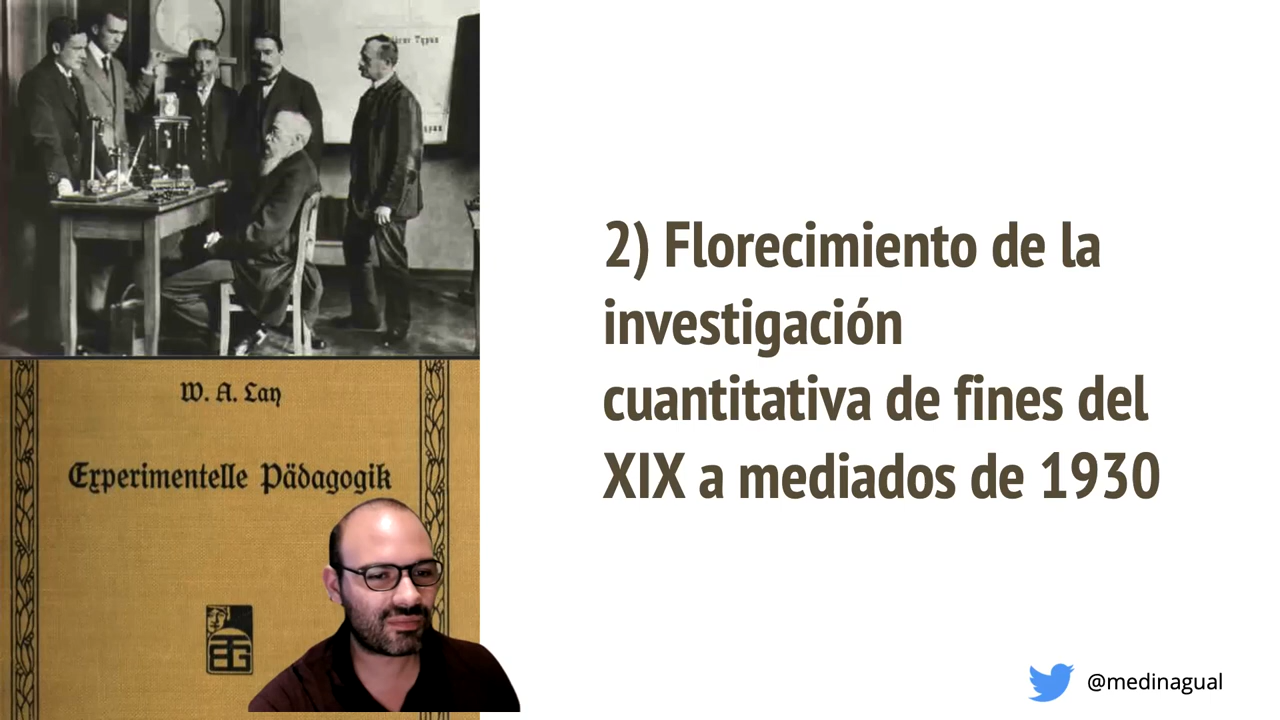 W. A. Lay
Experimentelle Pädagogik
2) Florecimiento de la
investigación
cuantitativa de fines del
XIX a mediados de 1930
@medinagual